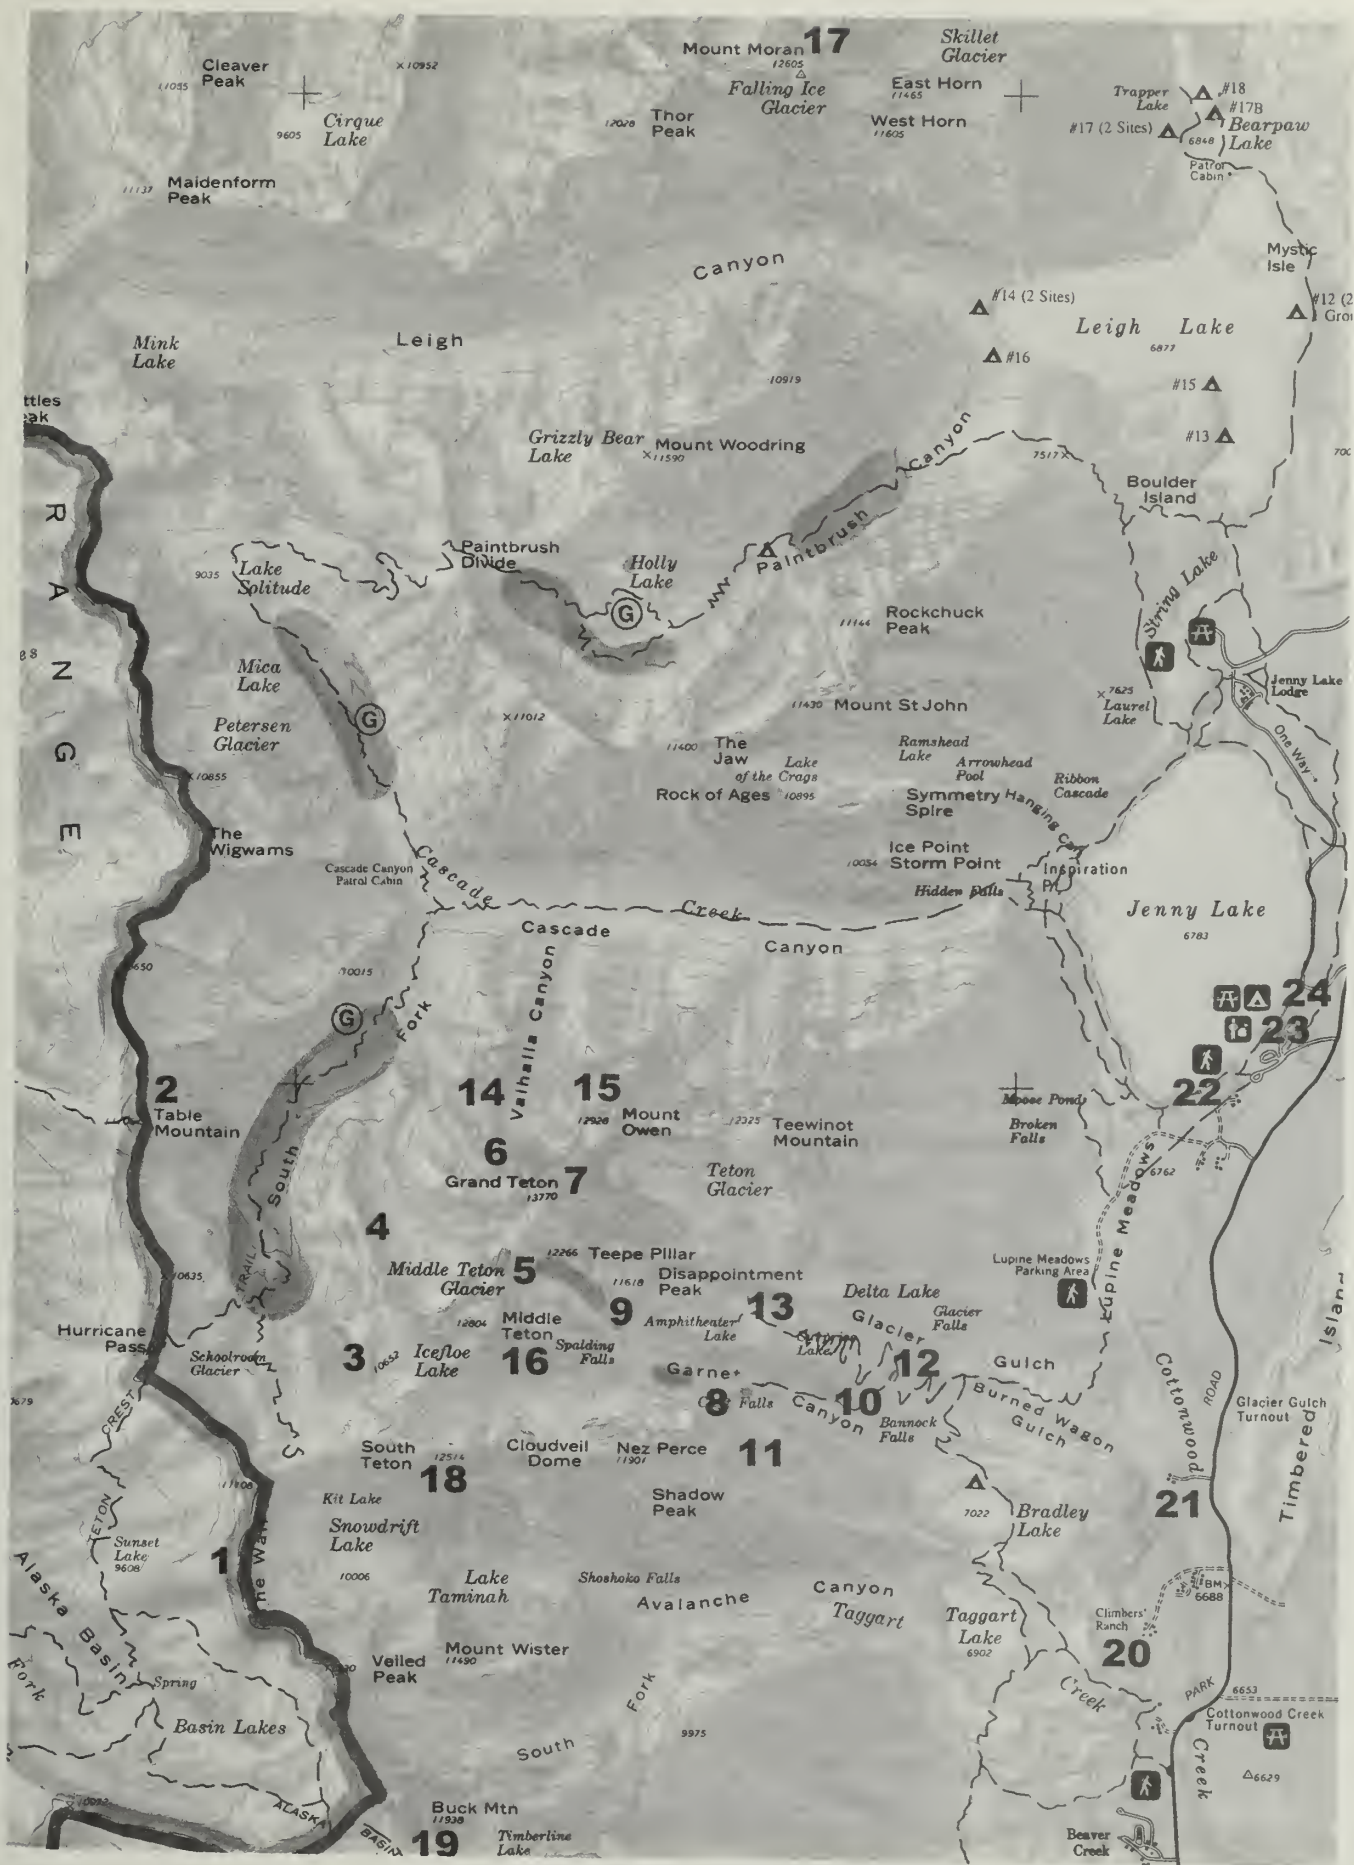 Mount Moran 17
12605
Skillet
Glacier
Cleaver
Peak
11055
10952
Falling Ice
Glacier
East Horn
11465
Trapper
Lake
#18
#17B
Cirque
Lake
9605
12028
Thor
Peak
West Horn
11605
#17 (2 Sites)
Bearpaw
Lake
6848
Patrol
Cabin
11137
Maidenform
Peak
Mystic
Isle
Canyon
#14 (2 Sites)
#12 (2
Leigh Lake
6877
Leigh
Mink
Lake
#16
#15
10919
#13
Grizzly Bear
Lake
Mount Woodring
11590
Canyon
7517
Boulder
Island
RANGE
Paintbrush
Divide
Paintbrush
Holly
Lake
G
9035
Lake
Solitude
String Lake
11144
Rockchuck
Peak
Mica
Lake
G
Jenny Lake
Lodge
7625
Laurel
Lake
Petersen
Glacier
11012
11430
Mount St John
One Way
11400
The
Jaw
Lake
of the Crags
Ramshead
Lake
Arrowhead
Pool
Ribbon
Cascade
10855
Rock of Ages
10895
Symmetry
Spire
Hanging
The
Wigwams
Ice Point
Storm Point
10054
Cascade Canyon
Patrol Cabin
Cascade
Creek
Hidden Falls
Inspiration
Pt
Jenny Lake
6783
Cascade
Canyon
10015
Valhalla Canyon
G
Fork
24
23
22
2
Table
Mountain
14
15
12928
Mount
Owen
12325
Teewinot
Mountain
Moose Pond
Broken
Falls
6
Grand Teton 7
13770
Teton
Glacier
6762
Lupine Meadows
South
4
TRAIL
10635
Middle Teton
Glacier
5
12266
Teepe Pillar
11618
Disappointment
Peak
Lupine Meadows
Parking Area
Delta Lake
9
13
Amphitheater
Lake
Glacier
Glacier
Falls
Gulch
12804
Middle
Teton
Spalding
Falls
Hurricane
Pass
Schoolroom
Glacier
3
Icefloe
Lake
16
Lake
12
Garnet
Canyon
8
Falls
10
Bannock
Falls
Burned Wagon
Gulch
Cottonwood
ROAD
Glacier Gulch
Turnout
Timbered
Island
CREST
TETON
South
Teton
12514
18
Cloudveil
Dome
Nez Perce
11901
11
Kit Lake
Shadow
Peak
7022
Bradley
Lake
21
Snowdrift
Lake
Sunset
Lake
9608
1
The Wall
10006
Lake
Taminah
Shoshoko Falls
Avalanche
Canyon
Taggart
Taggart
Lake
6902
BM
6688
Climbers'
Ranch
20
Alaska Basin
Fork
Veiled
Peak
Mount Wister
11490
Spring
Basin Lakes
Fork
South
9975
Creek
PARK
6653
Cottonwood Creek
Turnout
Creek
6629
ALASKA
BASIN
Buck Mtn
11938
19
Timberline
Lake
Beaver
Creek